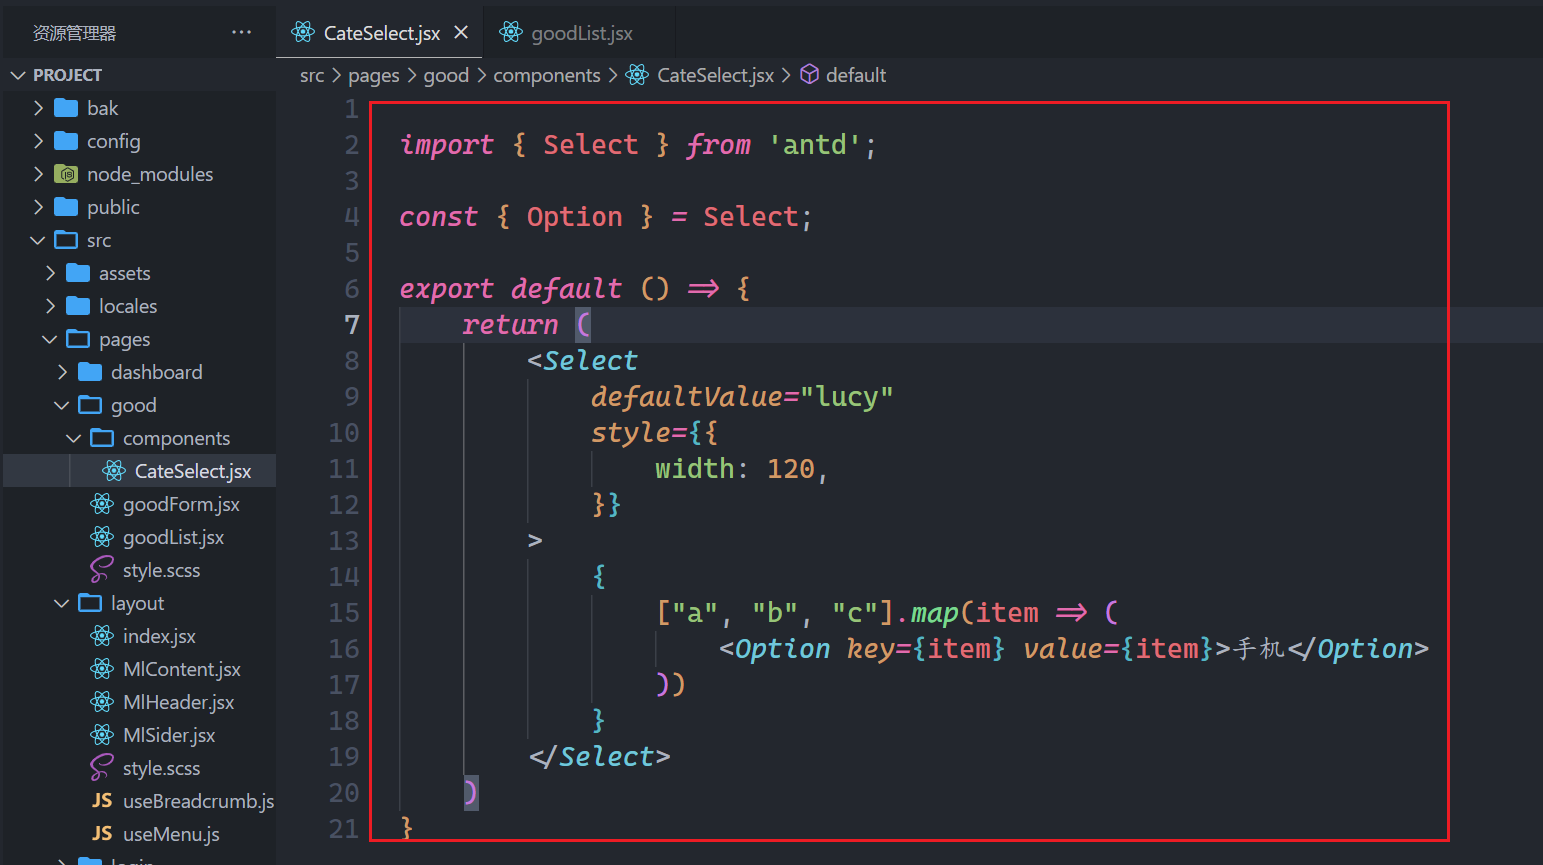 资源管理器 ···
CateSelect.jsx ×
goodList.jsx
PROJECT
src > pages > good > components > CateSelect.jsx > default
bak
config
node_modules
public
src
assets
locales
pages
dashboard
good
components
CateSelect.jsx
goodForm.jsx
goodList.jsx
style.scss
layout
index.jsx
MlContent.jsx
MlHeader.jsx
MlSider.jsx
style.scss
JS useBreadcrumb.js
JS useMenu.js
1
2 import { Select } from 'antd';
3
4 const { Option } = Select;
5
6 export default () => {
7 return (
8 <Select
9 defaultValue="lucy"
10 style={{
11 width: 120,
12 }}
13 >
14 {
15 ["a", "b", "c"].map(item => (
16 <Option key={item} value={item}>手机</Option>
17 ))
18 }
19 </Select>
20 )
21 }